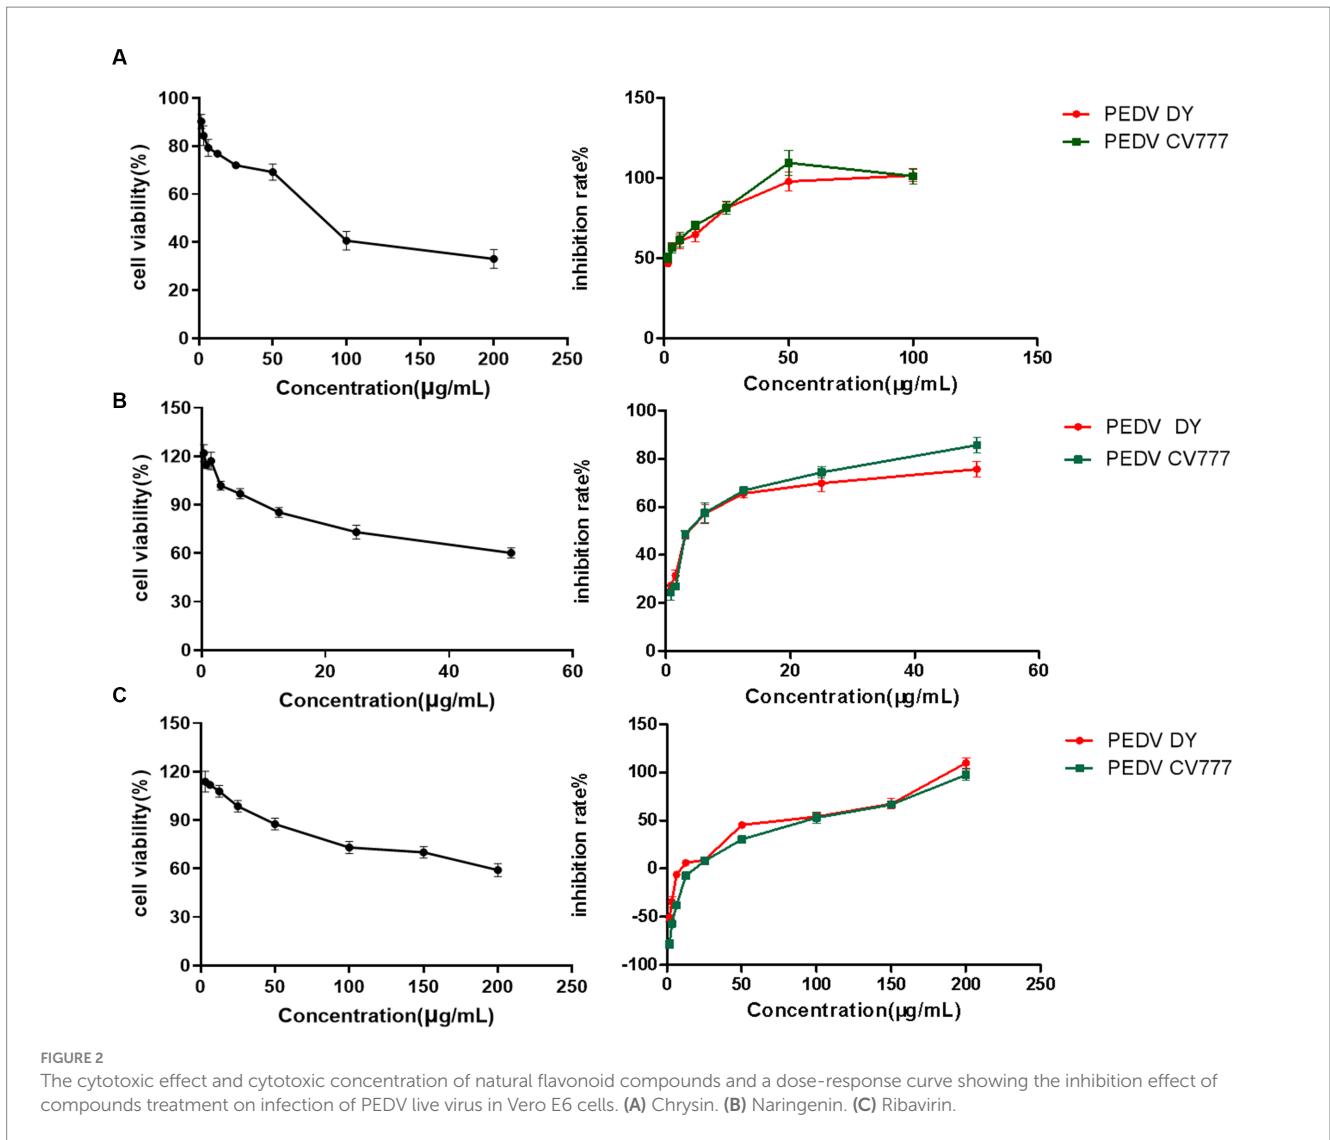 A
100
80
60
40
20
0
cell viability(%)
0 50 100 150 200 250
Concentration(µg/mL)
150
100
50
0
inhibition rate%
0 50 100 150
Concentration(µg/mL)
PEDV DY
PEDV CV777
B
150
120
90
60
30
0
cell viability(%)
0 20 40 60
Concentration(µg/mL)
100
80
60
40
20
0
inhibition rate%
0 20 40 60
Concentration(µg/mL)
PEDV DY
PEDV CV777
C
150
120
90
60
30
0
cell viability(%)
0 50 100 150 200 250
Concentration(µg/mL)
150
100
50
0
-50
-100
inhibition rate%
0 50 100 150 200 250
Concentration(µg/mL)
PEDV DY
PEDV CV777
FIGURE 2
The cytotoxic effect and cytotoxic concentration of natural flavonoid compounds and a dose-response curve showing the inhibition effect of
compounds treatment on infection of PEDV live virus in Vero E6 cells. (A) Chrysin. (B) Naringenin. (C) Ribavirin.